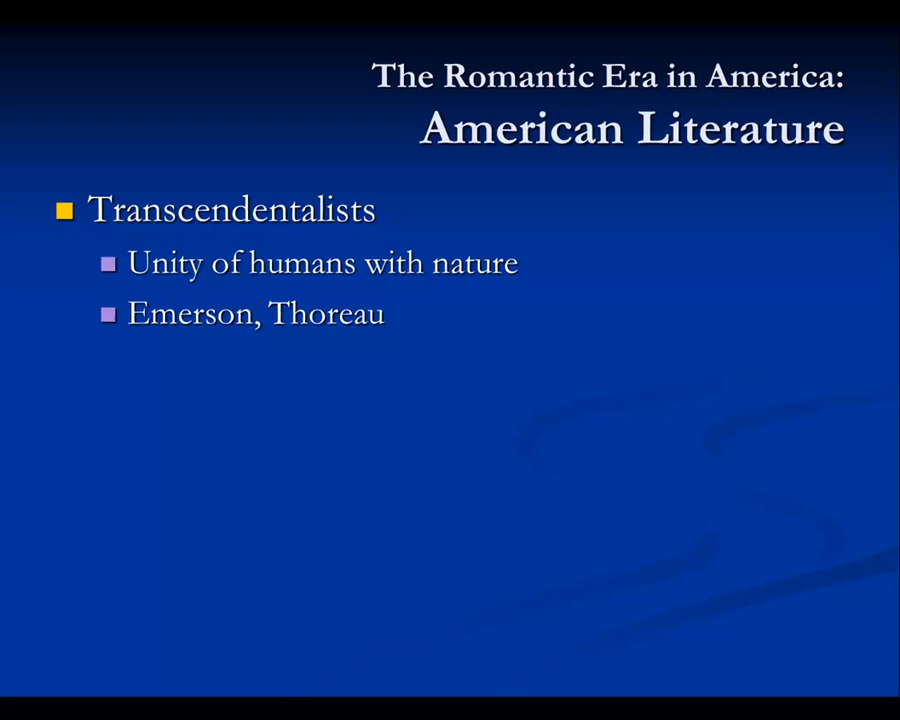 The Romantic Era in America:
American Literature
Transcendentalists
Unity of humans with nature
Emerson, Thoreau